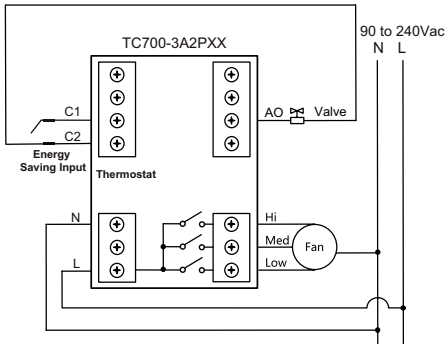 TC700-3A2PXX
90 to 240Vac
N L
C1
AO Valve
C2
Energy
Saving Input
Thermostat
N
Hi
Med
Fan
L
Low